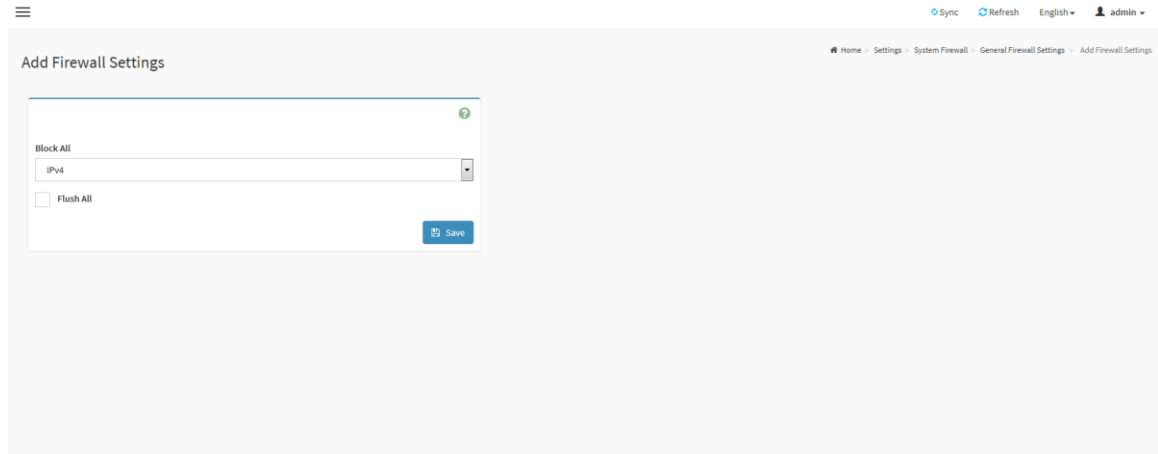 Sync Refresh English admin
Home > Settings > System Firewall > General Firewall Settings > Add Firewall Settings
Add Firewall Settings
Block All
IPv4
Flush All
Save